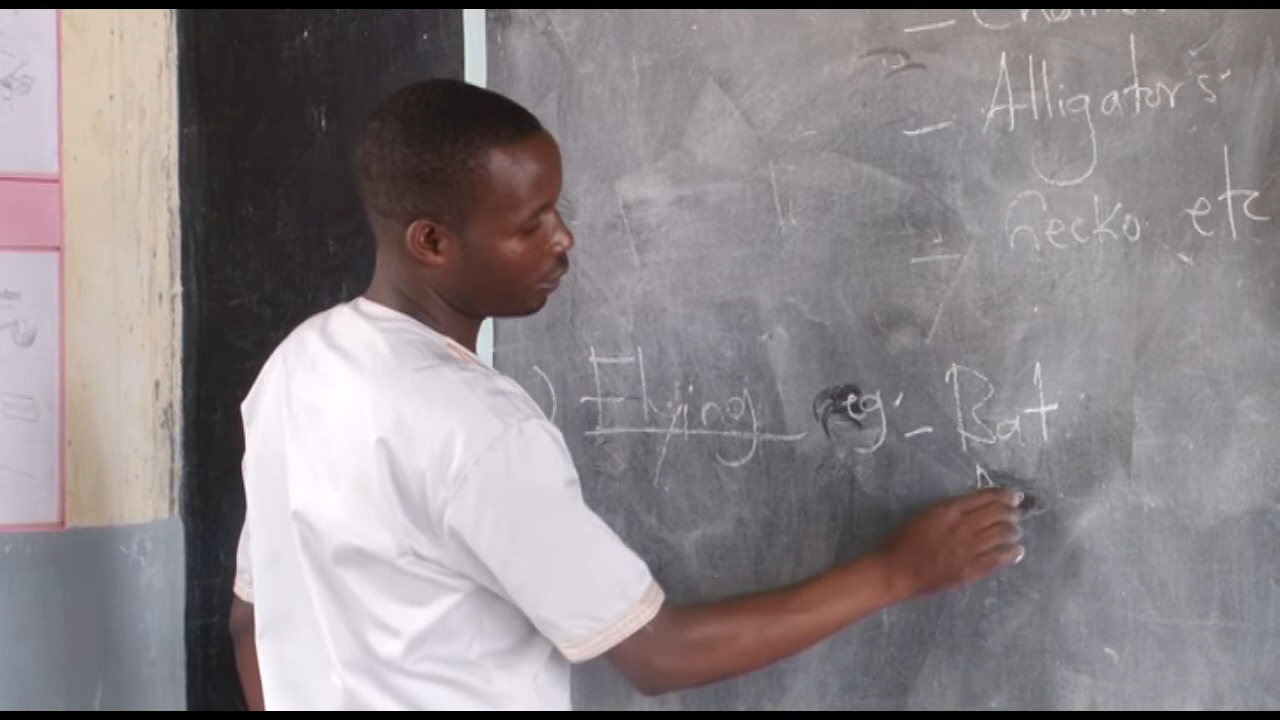 - Alligator's.
- Gecko. etc
) Flying eg. - Bat